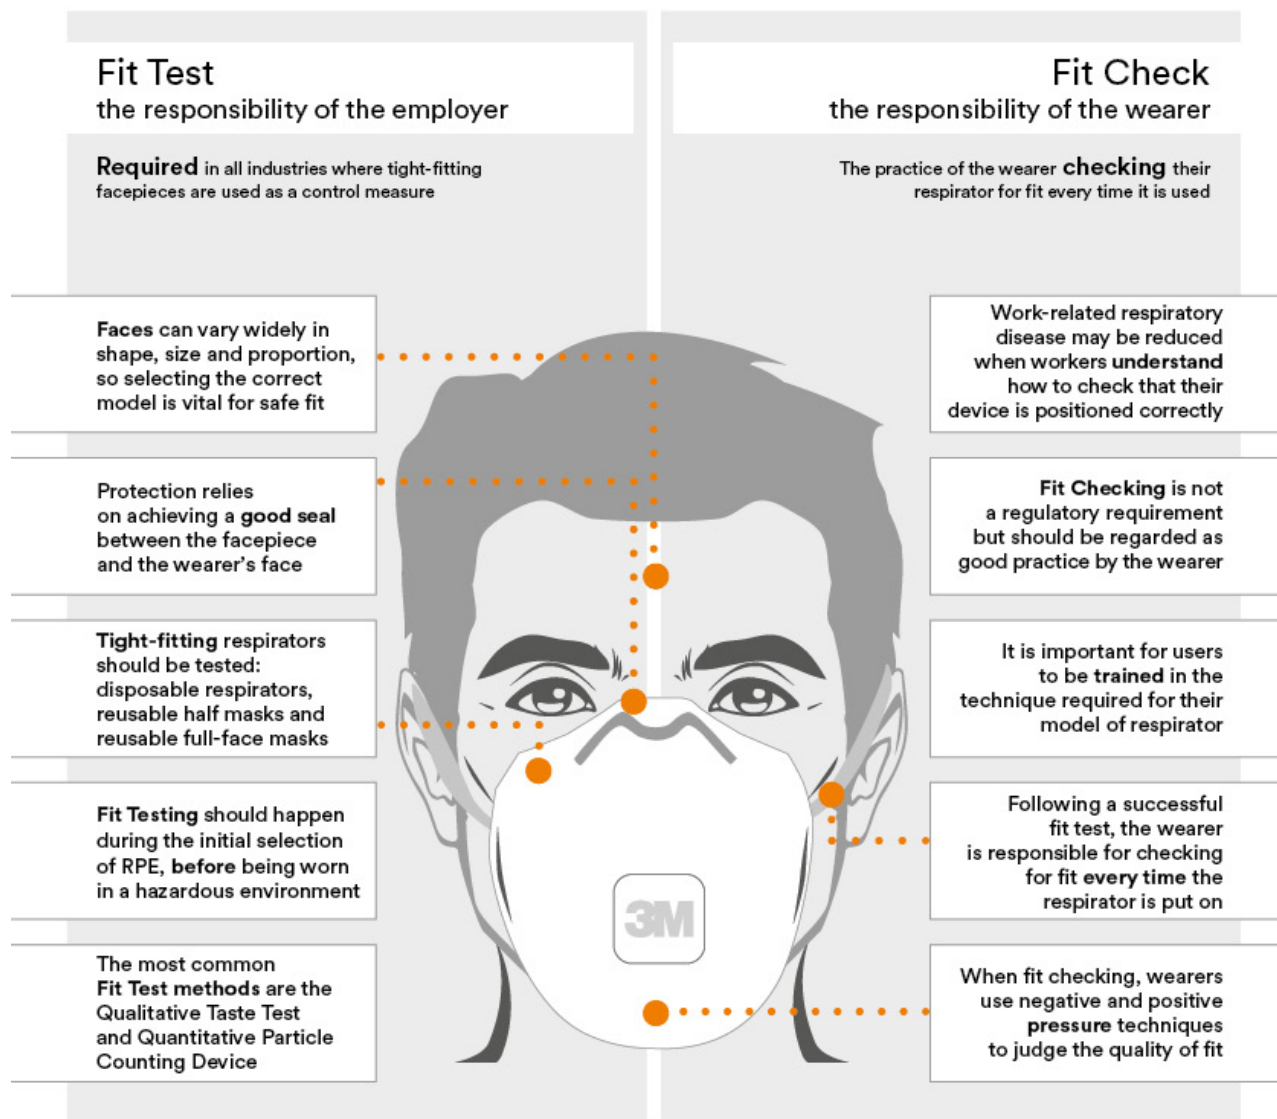 Fit Test
the responsibility of the employer
Required in all industries where tight-fitting
facepieces are used as a control measure
Faces can vary widely in
shape, size and proportion,
so selecting the correct
model is vital for safe fit
Protection relies
on achieving a good seal
between the facepiece
and the wearer's face
Tight-fitting respirators
should be tested:
disposable respirators,
reusable half masks and
reusable full-face masks
Fit Testing should happen
during the initial selection
of RPE, before being worn
in a hazardous environment
The most common
Fit Test methods are the
Qualitative Taste Test
and Quantitative Particle
Counting Device
Fit Check
the responsibility of the wearer
The practice of the wearer checking their
respirator for fit every time it is used
Work-related respiratory
disease may be reduced
when workers understand
how to check that their
device is positioned correctly
Fit Checking is not
a regulatory requirement
but should be regarded as
good practice by the wearer
It is important for users
to be trained in the
technique required for their
model of respirator
Following a successful
fit test, the wearer
is responsible for checking
for fit every time the
respirator is put on
When fit checking, wearers
use negative and positive
pressure techniques
to judge the quality of fit
3M